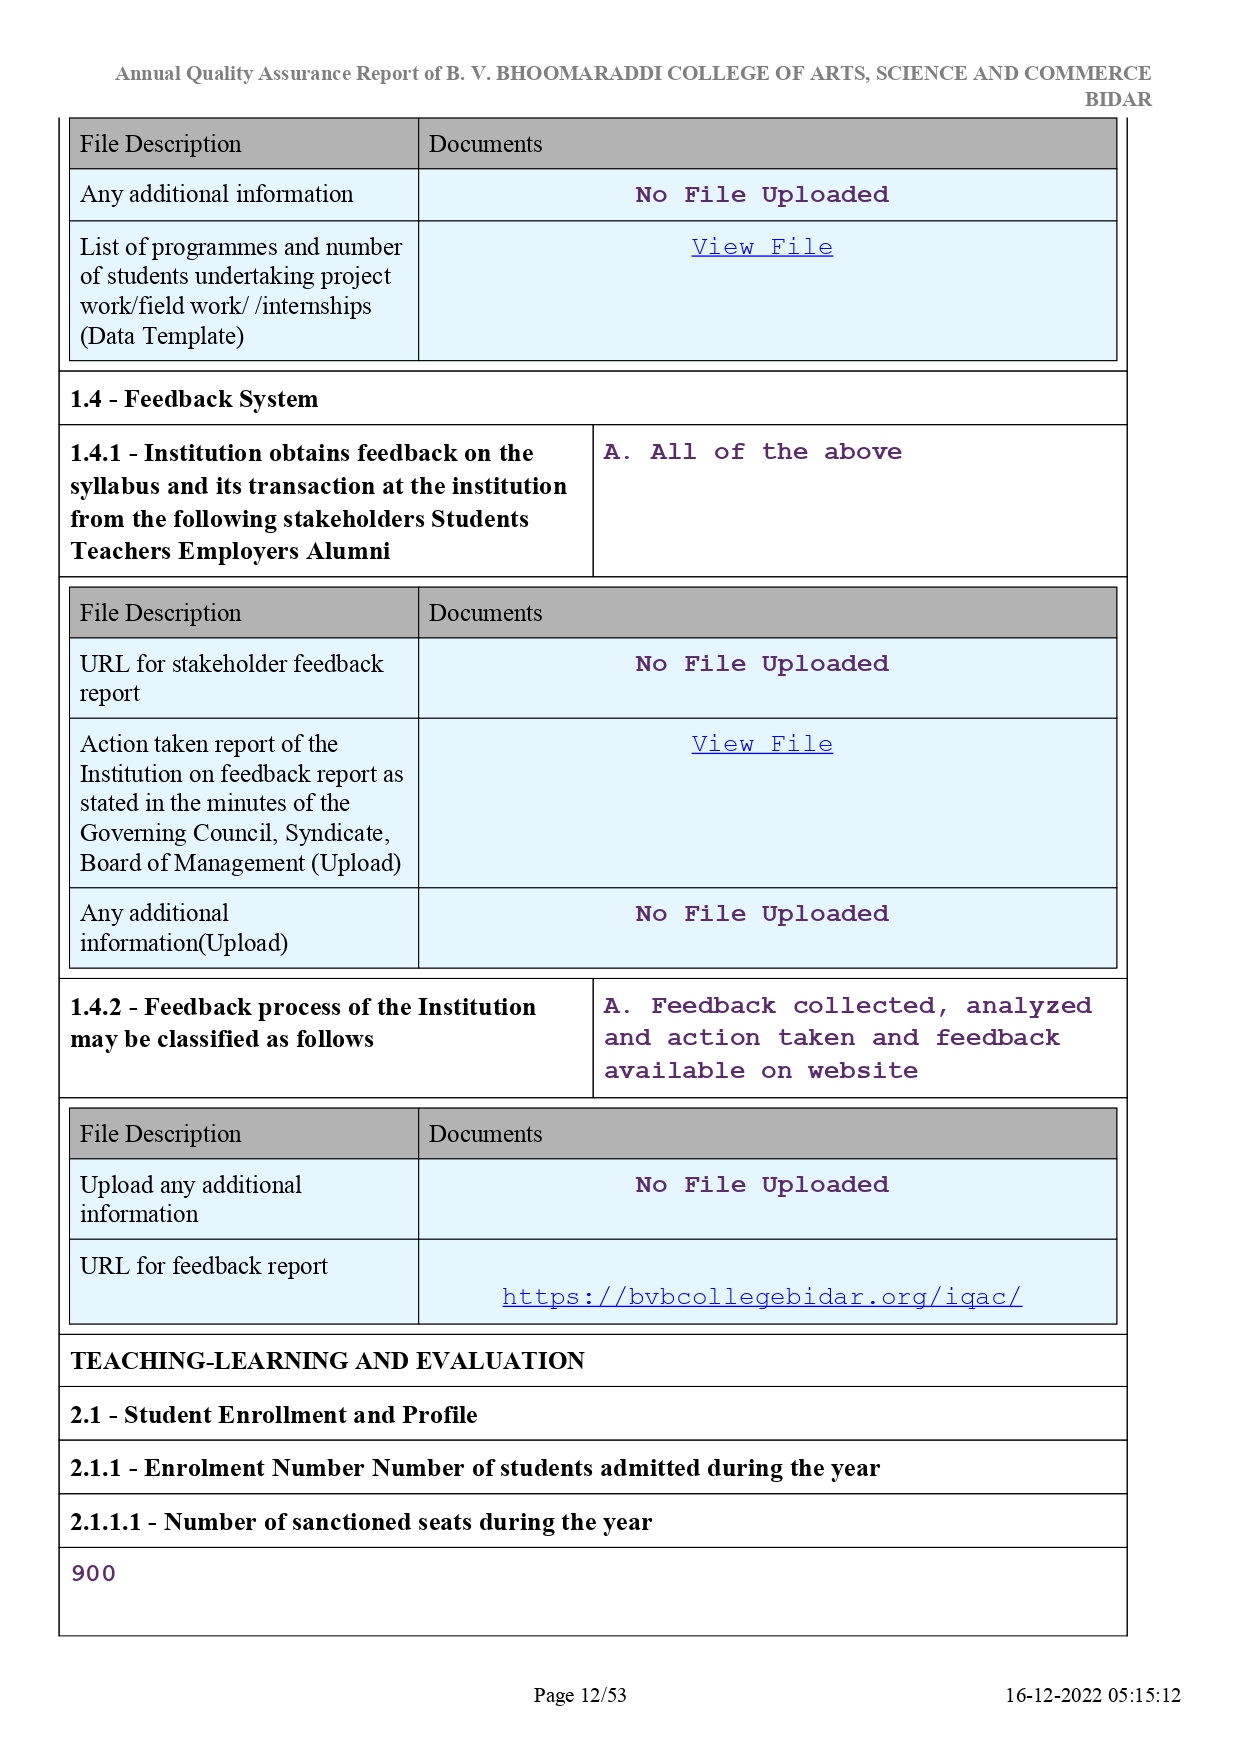 Annual Quality Assurance Report of B. V. BHOOMARADDI COLLEGE OF ARTS, SCIENCE AND COMMERCE
BIDAR
File Description
Documents
Any additional information
No File Uploaded
List of programmes and number
of students undertaking project
work/field work/ /internships
(Data Template)
View File
1.4 - Feedback System
1.4.1 - Institution obtains feedback on the
syllabus and its transaction at the institution
from the following stakeholders Students
Teachers Employers Alumni
A. All of the above
File Description
Documents
URL for stakeholder feedback
report
No File Uploaded
Action taken report of the
Institution on feedback report as
stated in the minutes of the
Governing Council, Syndicate,
Board of Management (Upload)
View File
Any additional
information(Upload)
No File Uploaded
1.4.2 - Feedback process of the Institution
may be classified as follows
A. Feedback collected, analyzed
and action taken and feedback
available on website
File Description
Documents
Upload any additional
information
No File Uploaded
URL for feedback report
https://bvbcollegebidar.org/iqac/
TEACHING-LEARNING AND EVALUATION
2.1 - Student Enrollment and Profile
2.1.1 - Enrolment Number Number of students admitted during the year
2.1.1.1 - Number of sanctioned seats during the year
900
Page 12/53
16-12-2022 05:15:12